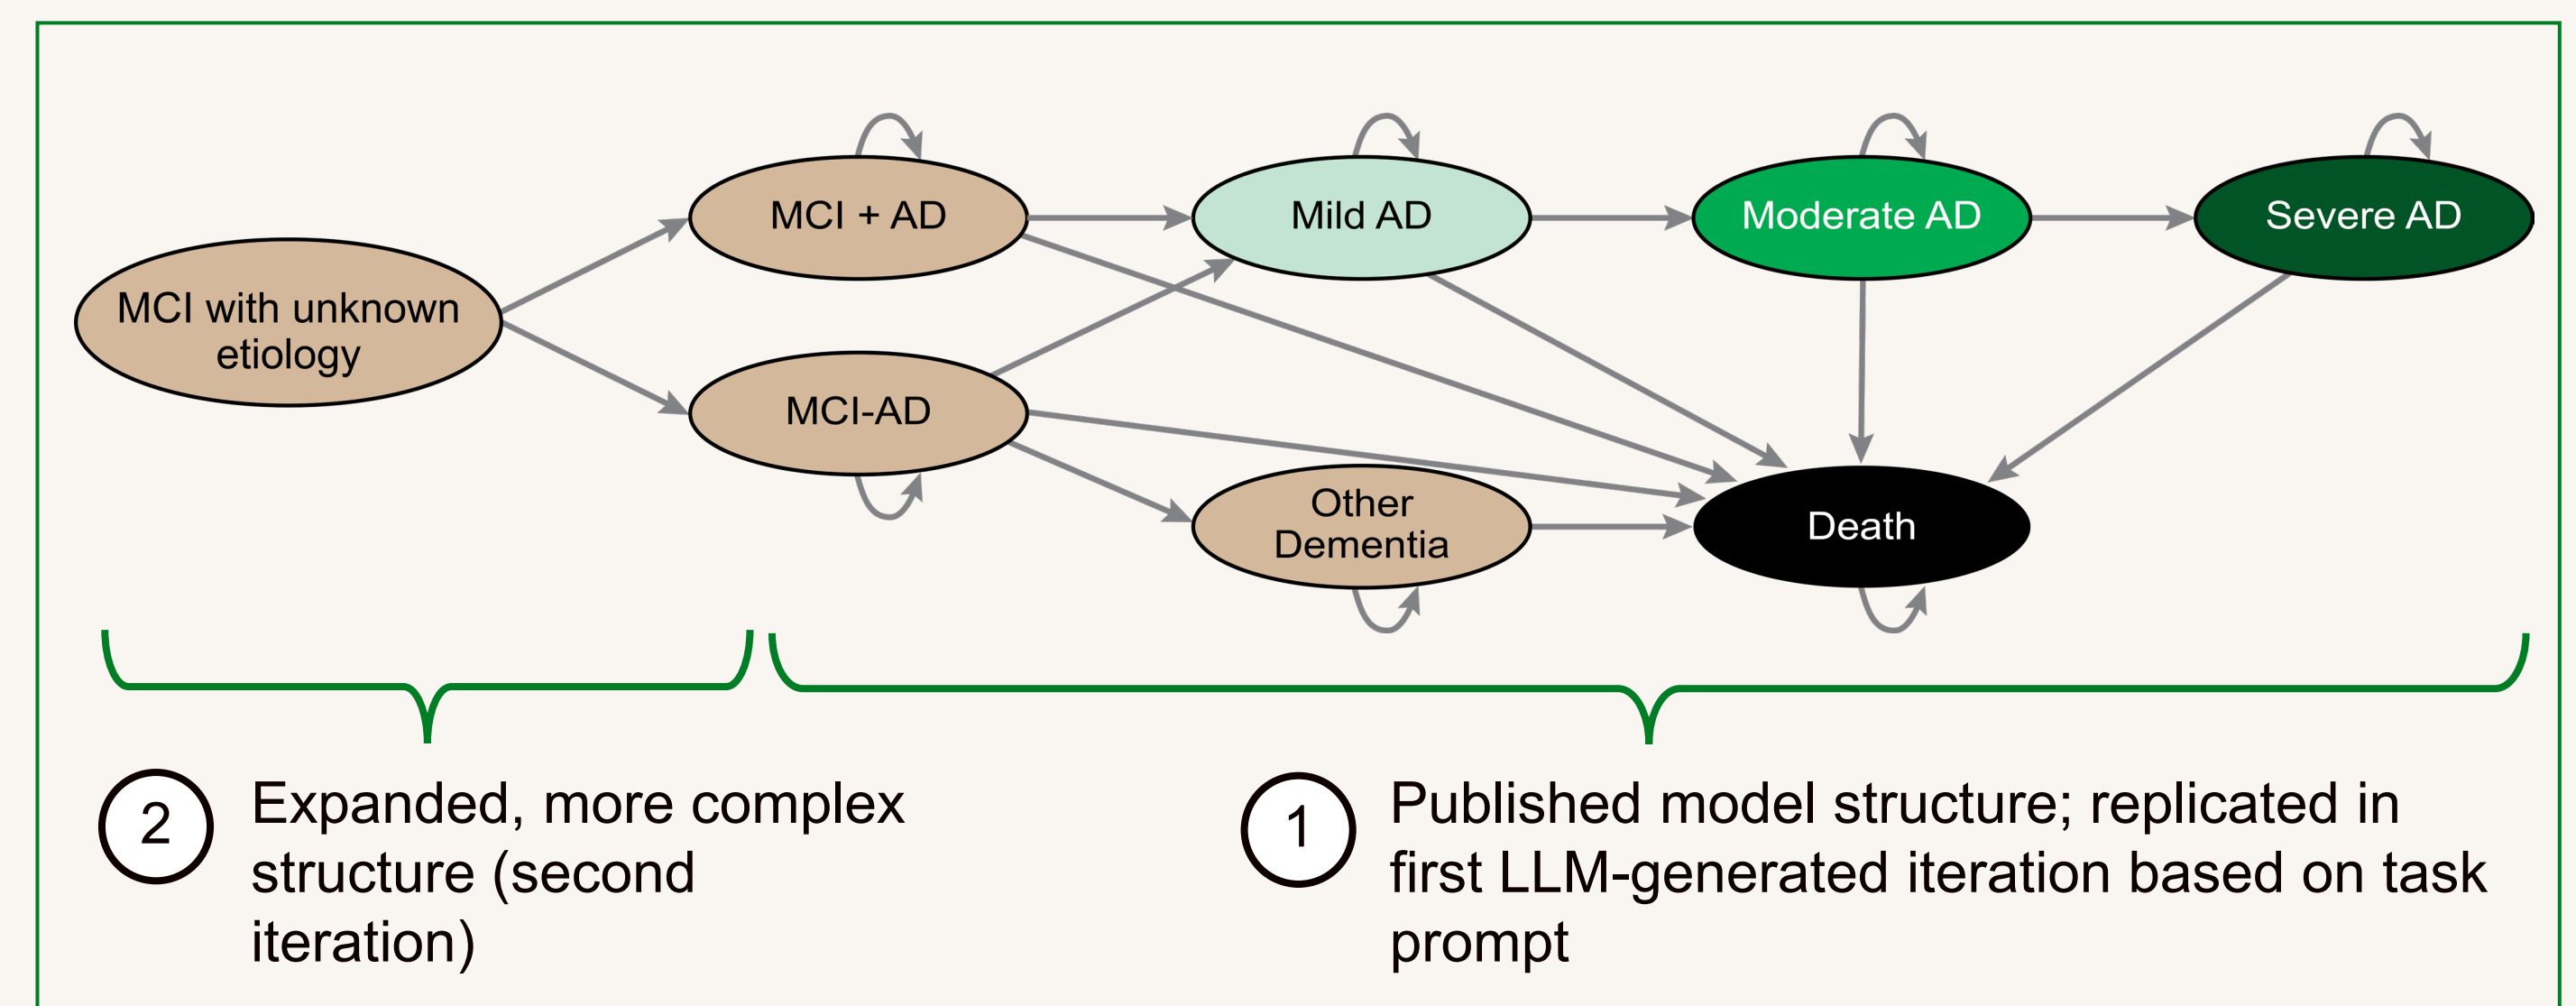 MCI + AD
Mild AD
Moderate AD
Severe AD
MCI with unknown
etiology
MCI-AD
Other
Dementia
Death
2
Expanded, more complex
structure (second
iteration)
1
Published model structure; replicated in
first LLM-generated iteration based on task
prompt